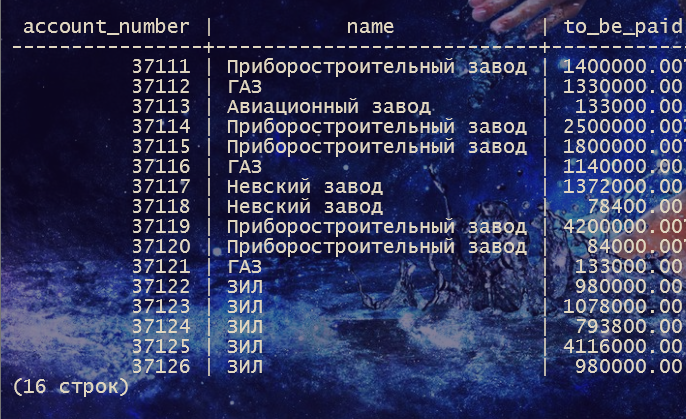 account_number | name | to_be_paid
----------------+--------------------------+------------
37111 | Приборостроительный завод | 1400000.00
37112 | ГАЗ | 1330000.00
37113 | Авиационный завод | 133000.00
37114 | Приборостроительный завод | 2500000.00
37115 | Приборостроительный завод | 1800000.00
37116 | ГАЗ | 1140000.00
37117 | Невский завод | 1372000.00
37118 | Невский завод | 78400.00
37119 | Приборостроительный завод | 4200000.00
37120 | Приборостроительный завод | 84000.00
37121 | ГАЗ | 133000.00
37122 | ЗИЛ | 980000.00
37123 | ЗИЛ | 1078000.00
37124 | ЗИЛ | 793800.00
37125 | ЗИЛ | 4116000.00
37126 | ЗИЛ | 980000.00
(16 строк)